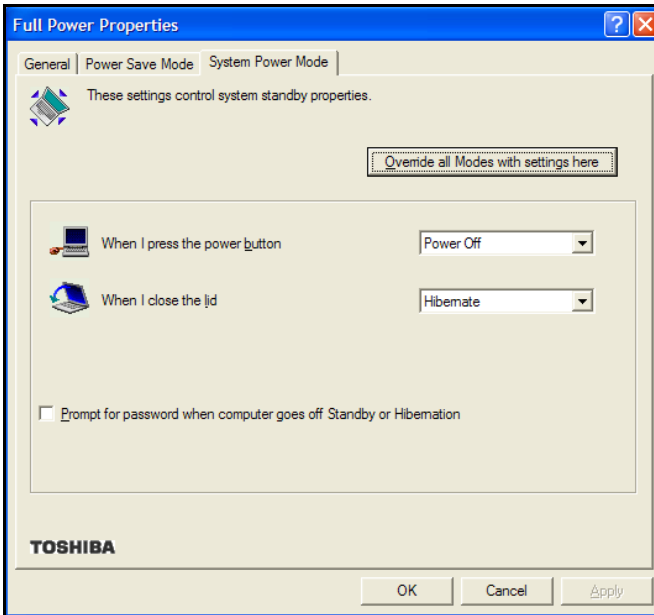 Full Power Properties
?
X
General
Power Save Mode
System Power Mode
These settings control system standby properties.
Override all Modes with settings here
When I press the power button
Power Off
When I close the lid
Hibernate
Prompt for password when computer goes off Standby or Hibernation
TOSHIBA
OK
Cancel
Apply